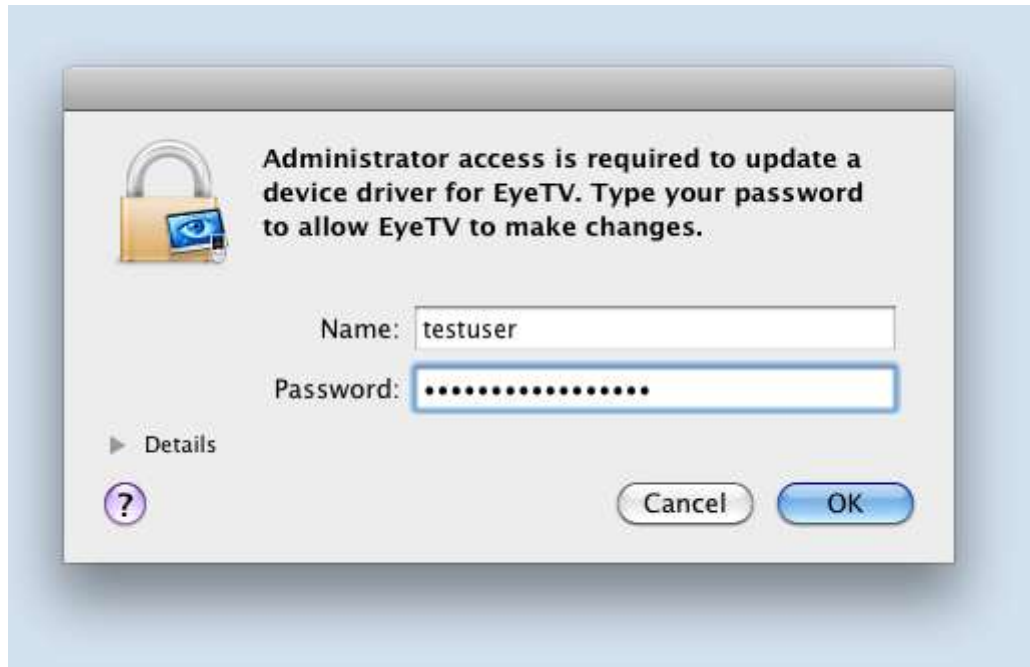 Administrator access is required to update a
device driver for EyeTV. Type your password
to allow EyeTV to make changes.
Name: testuser
Password: •••••••••••••••••
Details
? Cancel OK